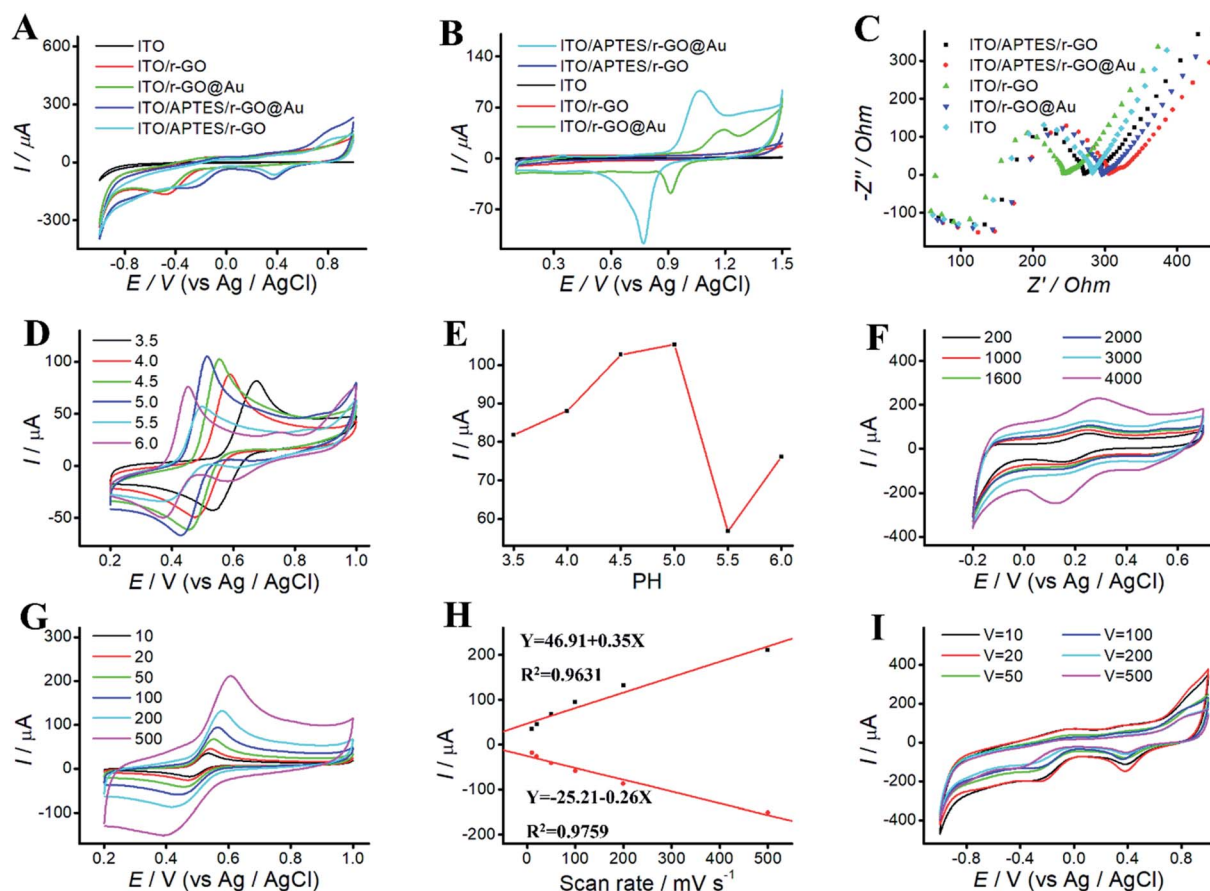 A
600
300
0
-300
I / μA
ITO
ITO/r-GO
ITO/r-GO@Au
ITO/APTES/r-GO@Au
ITO/APTES/r-GO
-0.8 -0.4 0.0 0.4 0.8
E / V (vs Ag / AgCl)
B
140
70
0
-70
I / μA
ITO/APTES/r-GO@Au
ITO/APTES/r-GO
ITO
ITO/r-GO
ITO/r-GO@Au
0.3 0.6 0.9 1.2 1.5
E / V (vs Ag / AgCl)
C
300
200
100
0
-100
-Z'' / Ohm
ITO/APTES/r-GO
ITO/APTES/r-GO@Au
ITO/r-GO
ITO/r-GO@Au
ITO
100 200 300 400
Z' / Ohm
D
100
50
0
-50
I / μA
3.5
4.0
4.5
5.0
5.5
6.0
0.2 0.4 0.6 0.8 1.0
E / V (vs Ag / AgCl)
E
100
90
80
70
60
I / μA
3.5 4.0 4.5 5.0 5.5 6.0
PH
F
400
200
0
-200
-400
I / μA
200 2000
1000 3000
1600 4000
-0.2 0.0 0.2 0.4 0.6
E / V (vs Ag / AgCl)
G
300
200
100
0
-100
I / μA
10
20
50
100
200
500
0.2 0.4 0.6 0.8 1.0
E / V (vs Ag / AgCl)
H
200
100
0
-100
-200
I / μA
Y=46.91+0.35X
R²=0.9631
Y=-25.21-0.26X
R²=0.9759
0 100 200 300 400 500
Scan rate / mV s⁻¹
I
400
200
0
-200
-400
I / μA
V=10 V=100
V=20 V=200
V=50 V=500
-0.8 -0.4 0.0 0.4 0.8
E / V (vs Ag / AgCl)